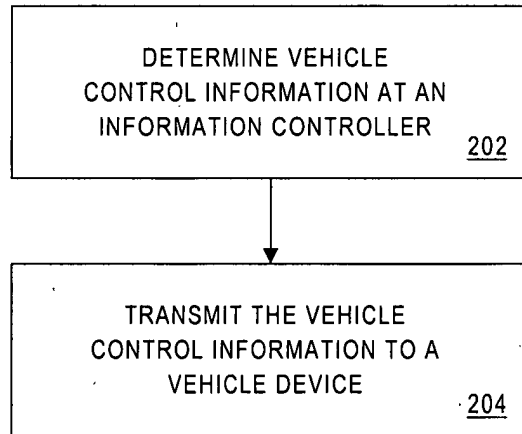 DETERMINE VEHICLE
CONTROL INFORMATION AT AN
INFORMATION CONTROLLER
202
TRANSMIT THE VEHICLE
CONTROL INFORMATION TO A
VEHICLE DEVICE
204